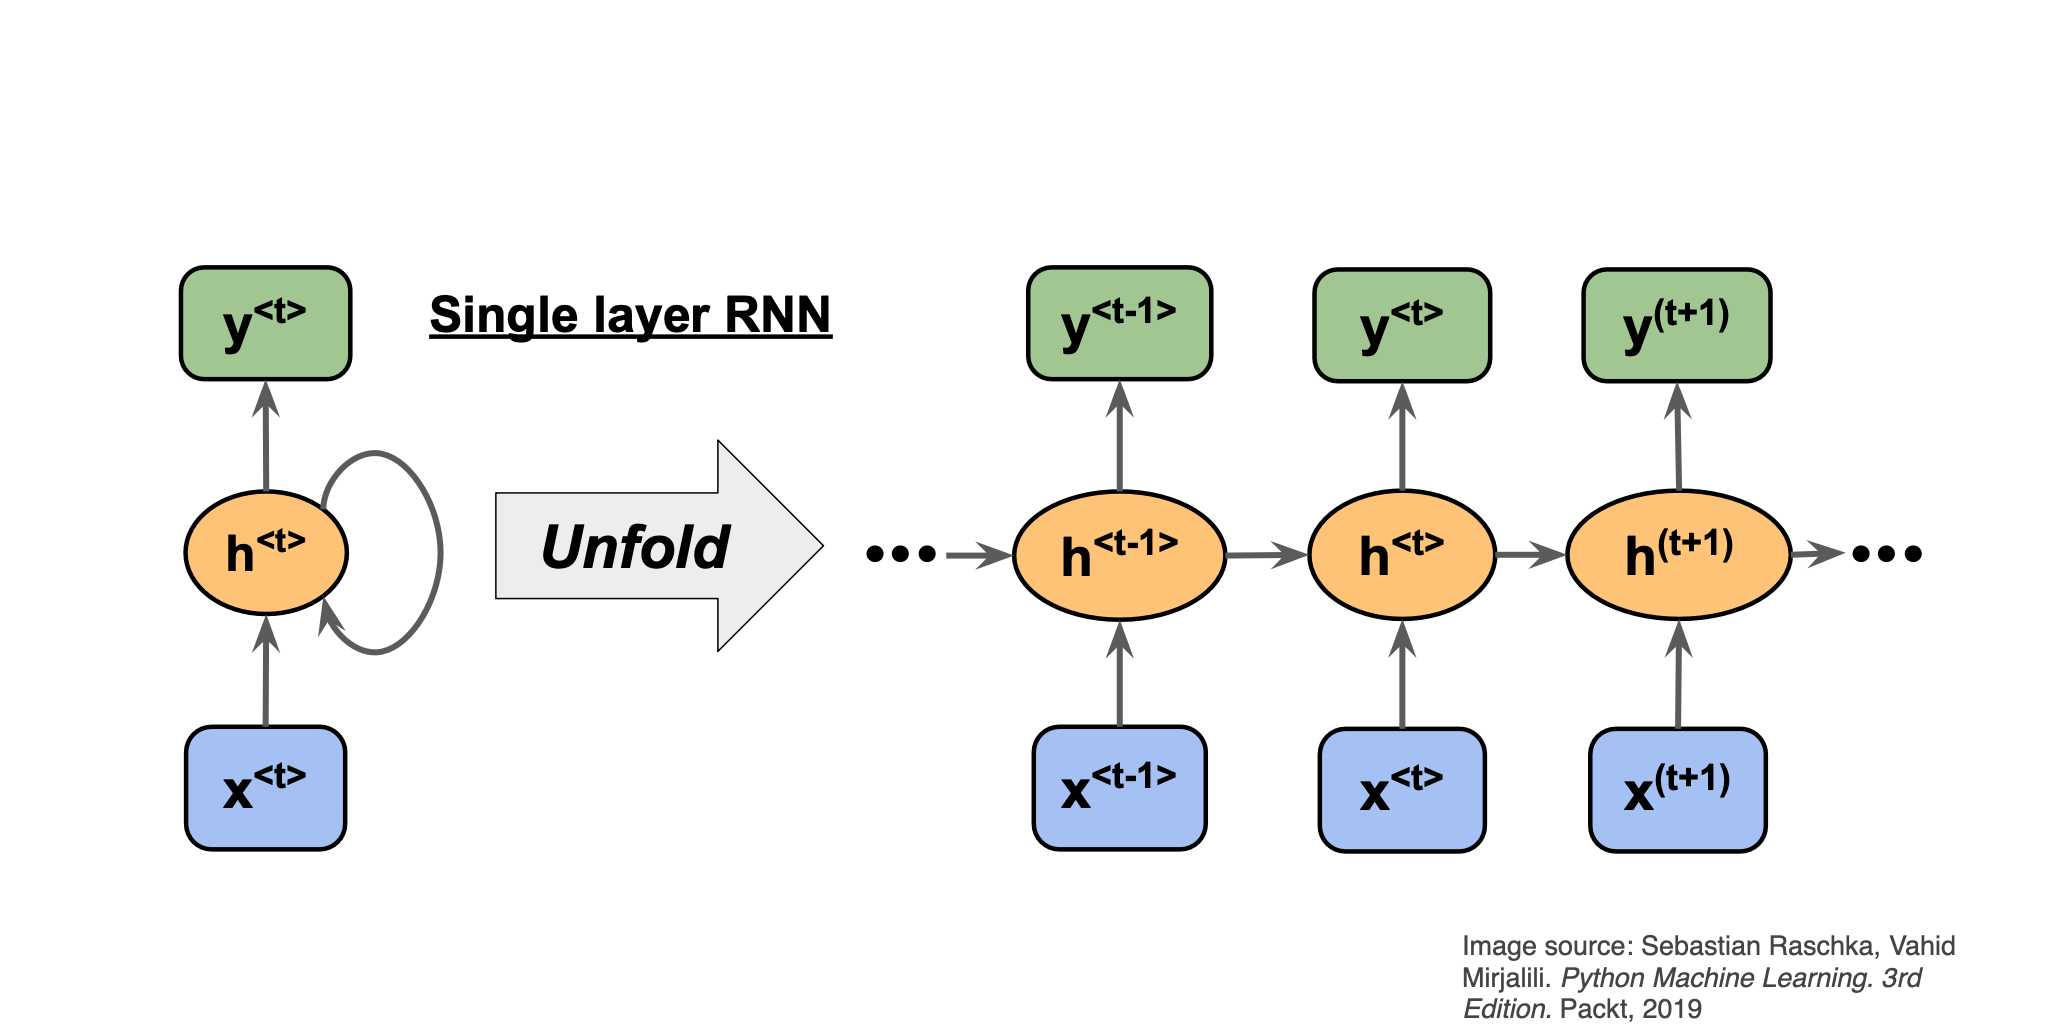 y<t> Single layer RNN y<t-1> y<t> y(t+1)
h<t> Unfold ••• h<t-1> h<t> h(t+1) •••
x<t> x<t-1> x<t> x(t+1)
Image source: Sebastian Raschka, Vahid
Mirjalili. Python Machine Learning. 3rd
Edition. Packt, 2019